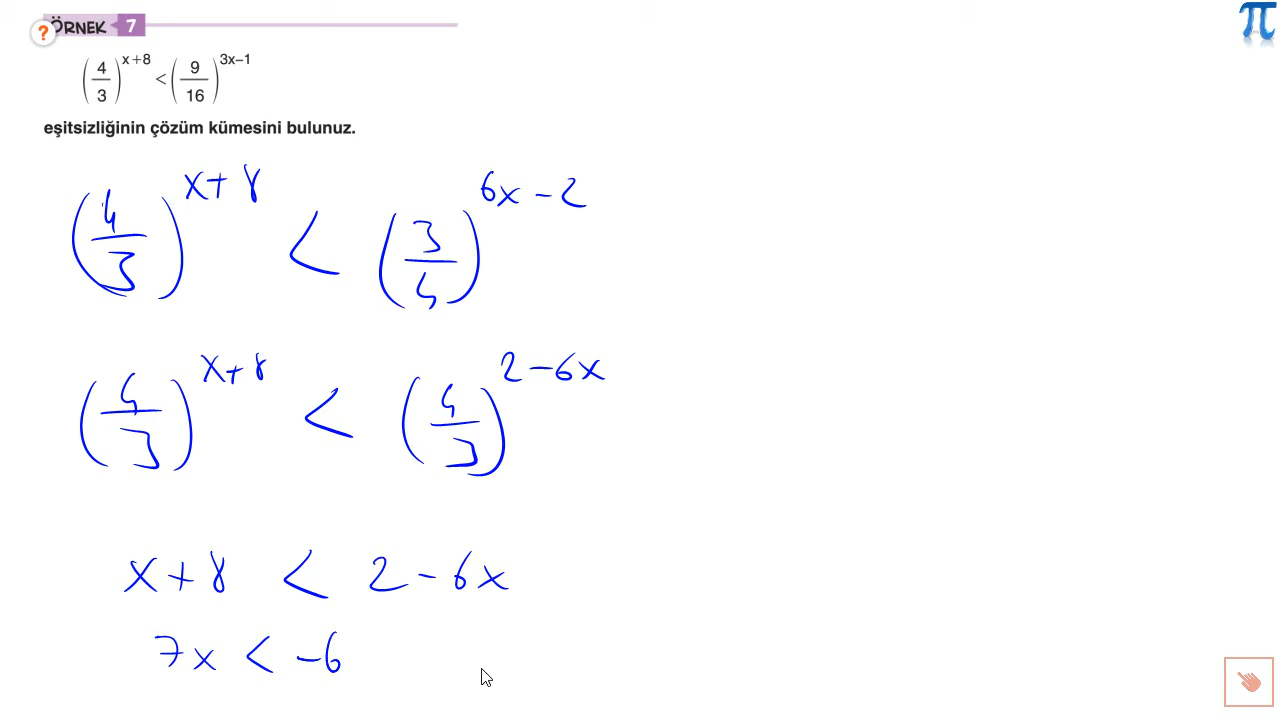 ? ÖRNEK 7
π
(4/3)^(x+8) < (9/16)^(3x−1)
eşitsizliğinin çözüm kümesini bulunuz.
(4/3)^(x+8) < (3/4)^(6x−2)
(4/3)^(x+8) < (4/3)^(2−6x)
x+8 < 2−6x
7x < −6